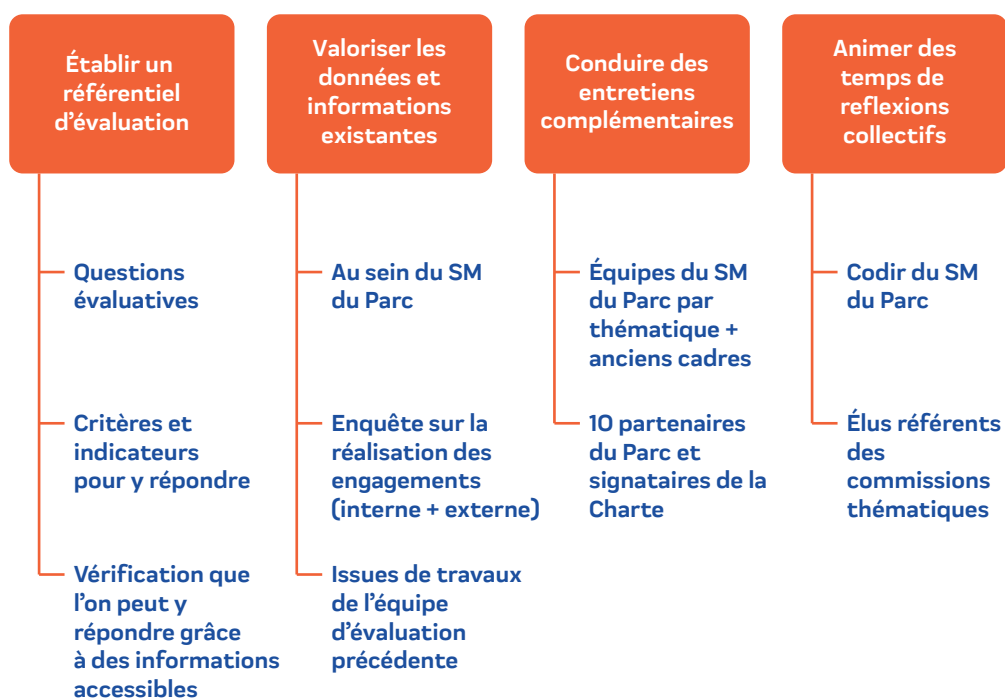 Établir un
référentiel
d'évaluation
Questions
évaluatives
Critères et
indicateurs
pour y répondre
Vérification que
l'on peut y
répondre grâce
à des informations
accessibles
Valoriser les
données et
informations
existantes
Au sein du SM
du Parc
Enquête sur la
réalisation des
engagements
(interne + externe)
Issues de travaux
de l'équipe
d'évaluation
précédente
Conduire des
entretiens
complémentaires
Équipes du SM
du Parc par
thématique +
anciens cadres
10 partenaires
du Parc et
signataires de la
Charte
Animer des
temps de
reflexions
collectifs
Codir du SM
du Parc
Élus référents
des
commissions
thématiques